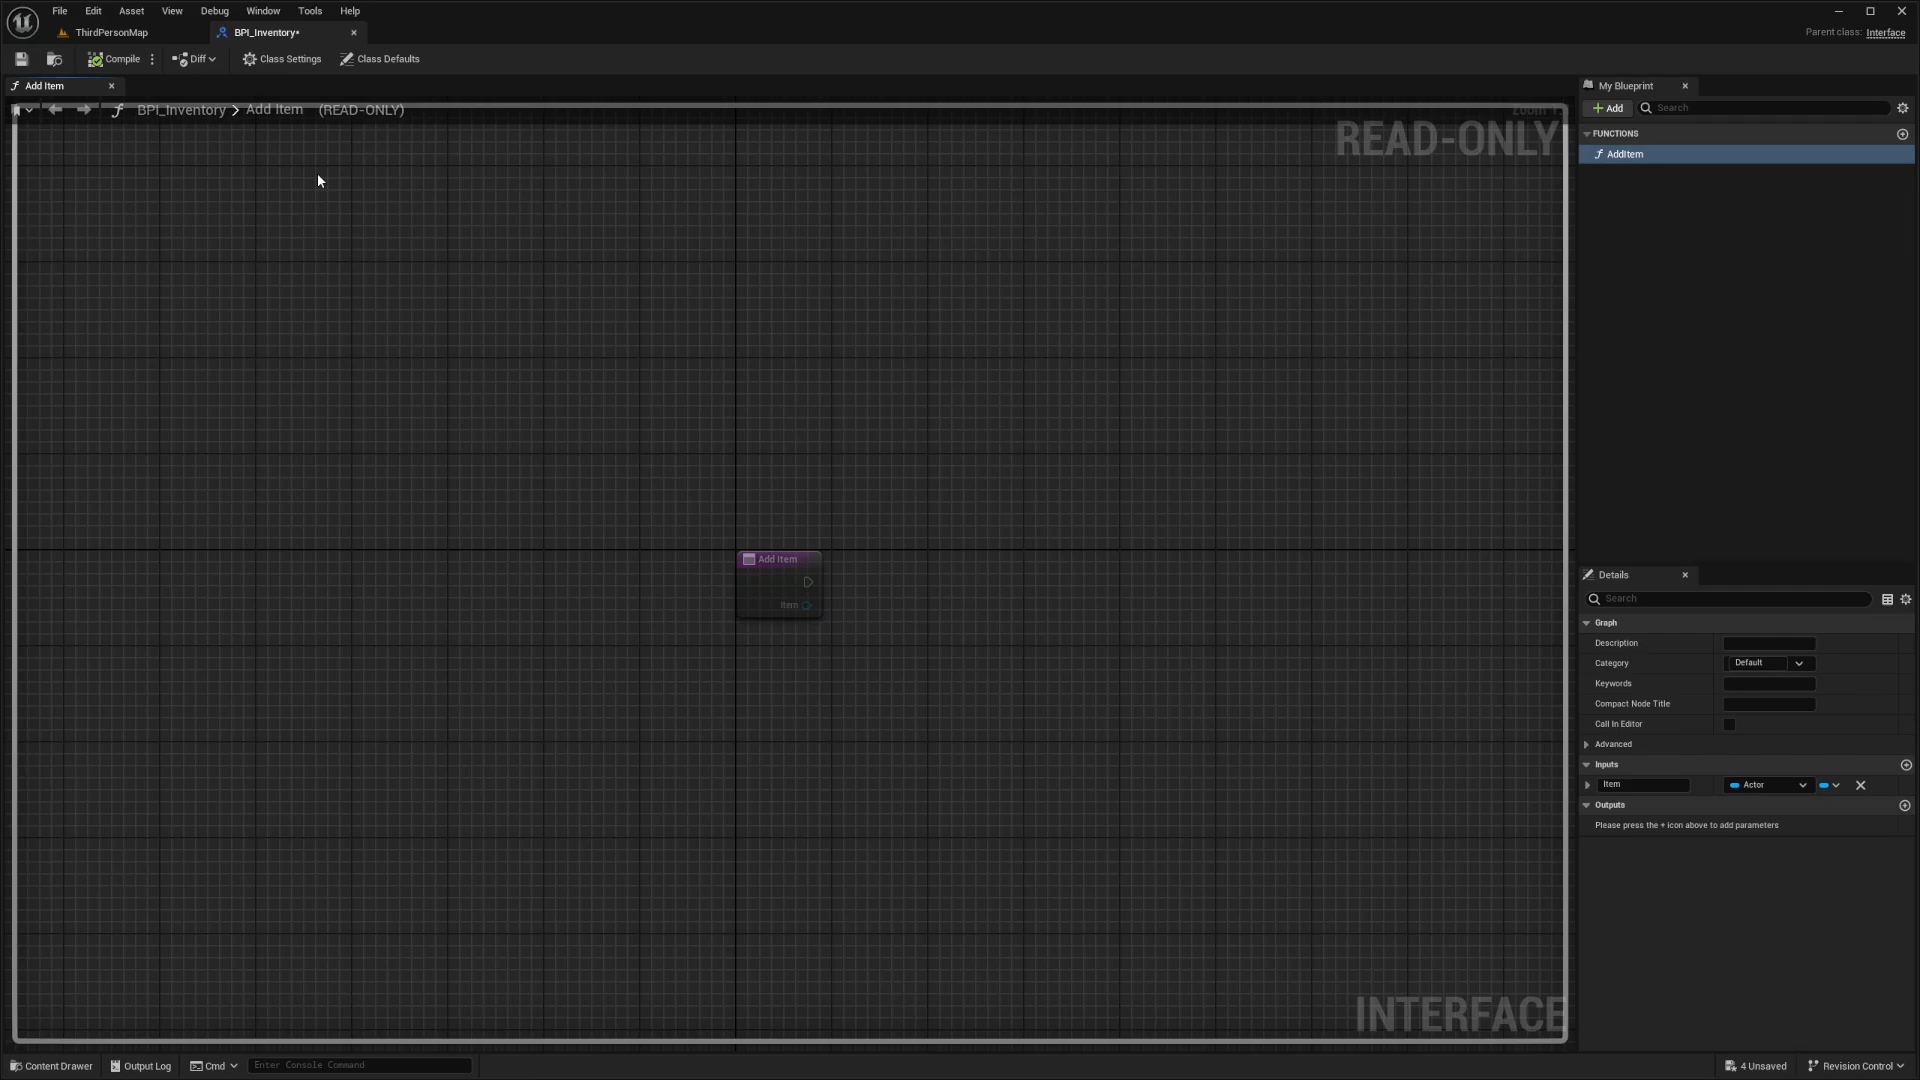 File Edit Asset View Debug Window Tools Help
ThirdPersonMap
BPI_Inventory•
Parent class: Interface
Compile
Diff
Class Settings
Class Defaults
Add Item
BPI_Inventory > Add Item (READ-ONLY)
READ-ONLY
Add Item
Item
INTERFACE
My Blueprint
+ Add
Search
FUNCTIONS
AddItem
Details
Search
Graph
Description
Category Default
Keywords
Compact Node Title
Call In Editor
Advanced
Inputs
Item Actor
Outputs
Please press the + icon above to add parameters
Content Drawer
Output Log
Cmd
Enter Console Command
4 Unsaved
Revision Control